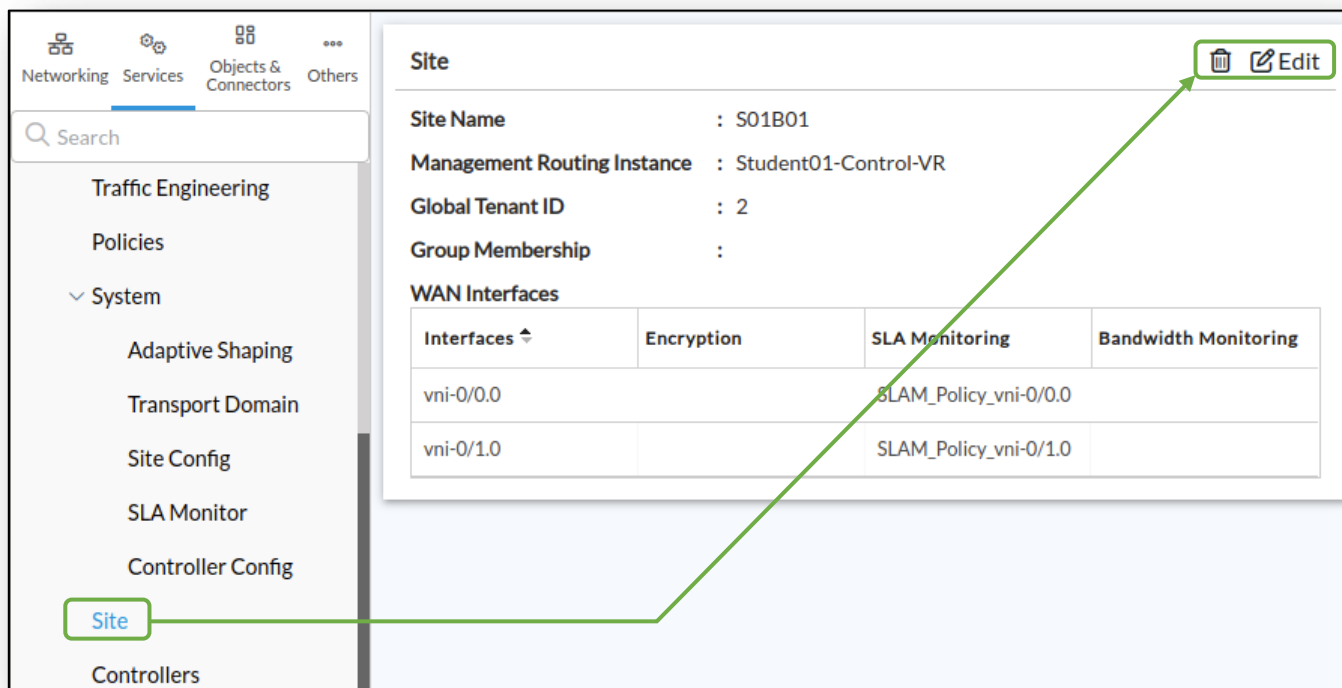 Networking Services Objects & Connectors Others
Search
Traffic Engineering
Policies
System
Adaptive Shaping
Transport Domain
Site Config
SLA Monitor
Controller Config
Site
Controllers
Site Edit
Site Name : S01B01
Management Routing Instance : Student01-Control-VR
Global Tenant ID : 2
Group Membership :
WAN Interfaces
Interfaces Encryption SLA Monitoring Bandwidth Monitoring
vni-0/0.0 SLAM_Policy_vni-0/0.0
vni-0/1.0 SLAM_Policy_vni-0/1.0